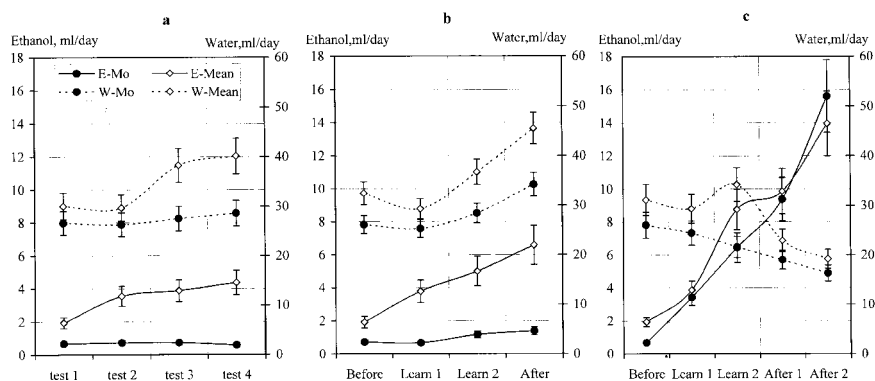 a
Ethanol, ml/day Water,ml/day
18 60
16
14 50
12 40
10
8 30
6 20
4
2 10
0 0
E-Mo E-Mean
W-Mo W-Mean
test 1 test 2 test 3 test 4
b
Ethanol,ml/day Water,ml/day
18 60
16
14 50
12 40
10
8 30
6 20
4
2 10
0 0
Before Learn 1 Learn 2 After
c
Ethanol,ml/day Water,ml/day
18 60
16
14 50
12 40
10
8 30
6 20
4
2 10
0 0
Before Learn 1 Learn 2 After 1 After 2